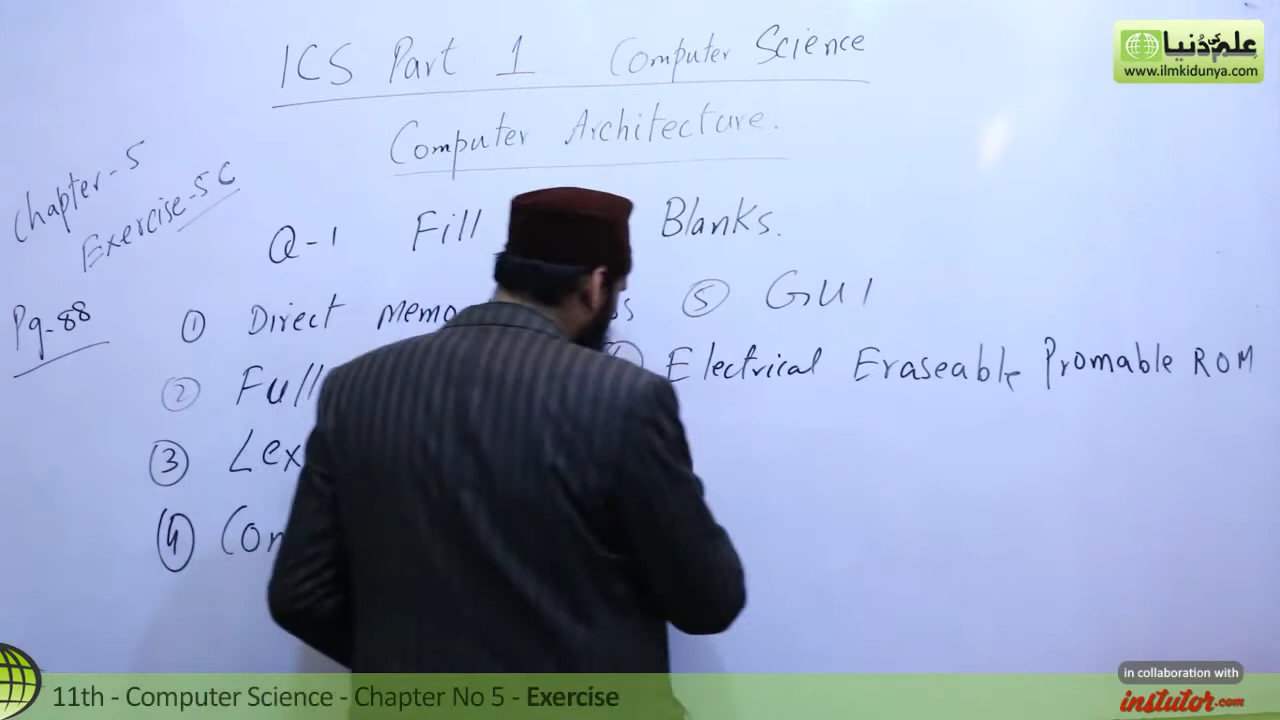 ICS Part 1 Computer Science
Computer Architecture.
Chapter-5
Exercise-5C
Pg-88
Q-1 Fill Blanks.
① Direct memo
② Full
③ Lex
④ Com
⑤ GUI
Electrical Eraseable Promable ROM
علم کی دنیا
www.ilmkidunya.com
11th - Computer Science - Chapter No 5 - Exercise
in collaboration with
instutor.com